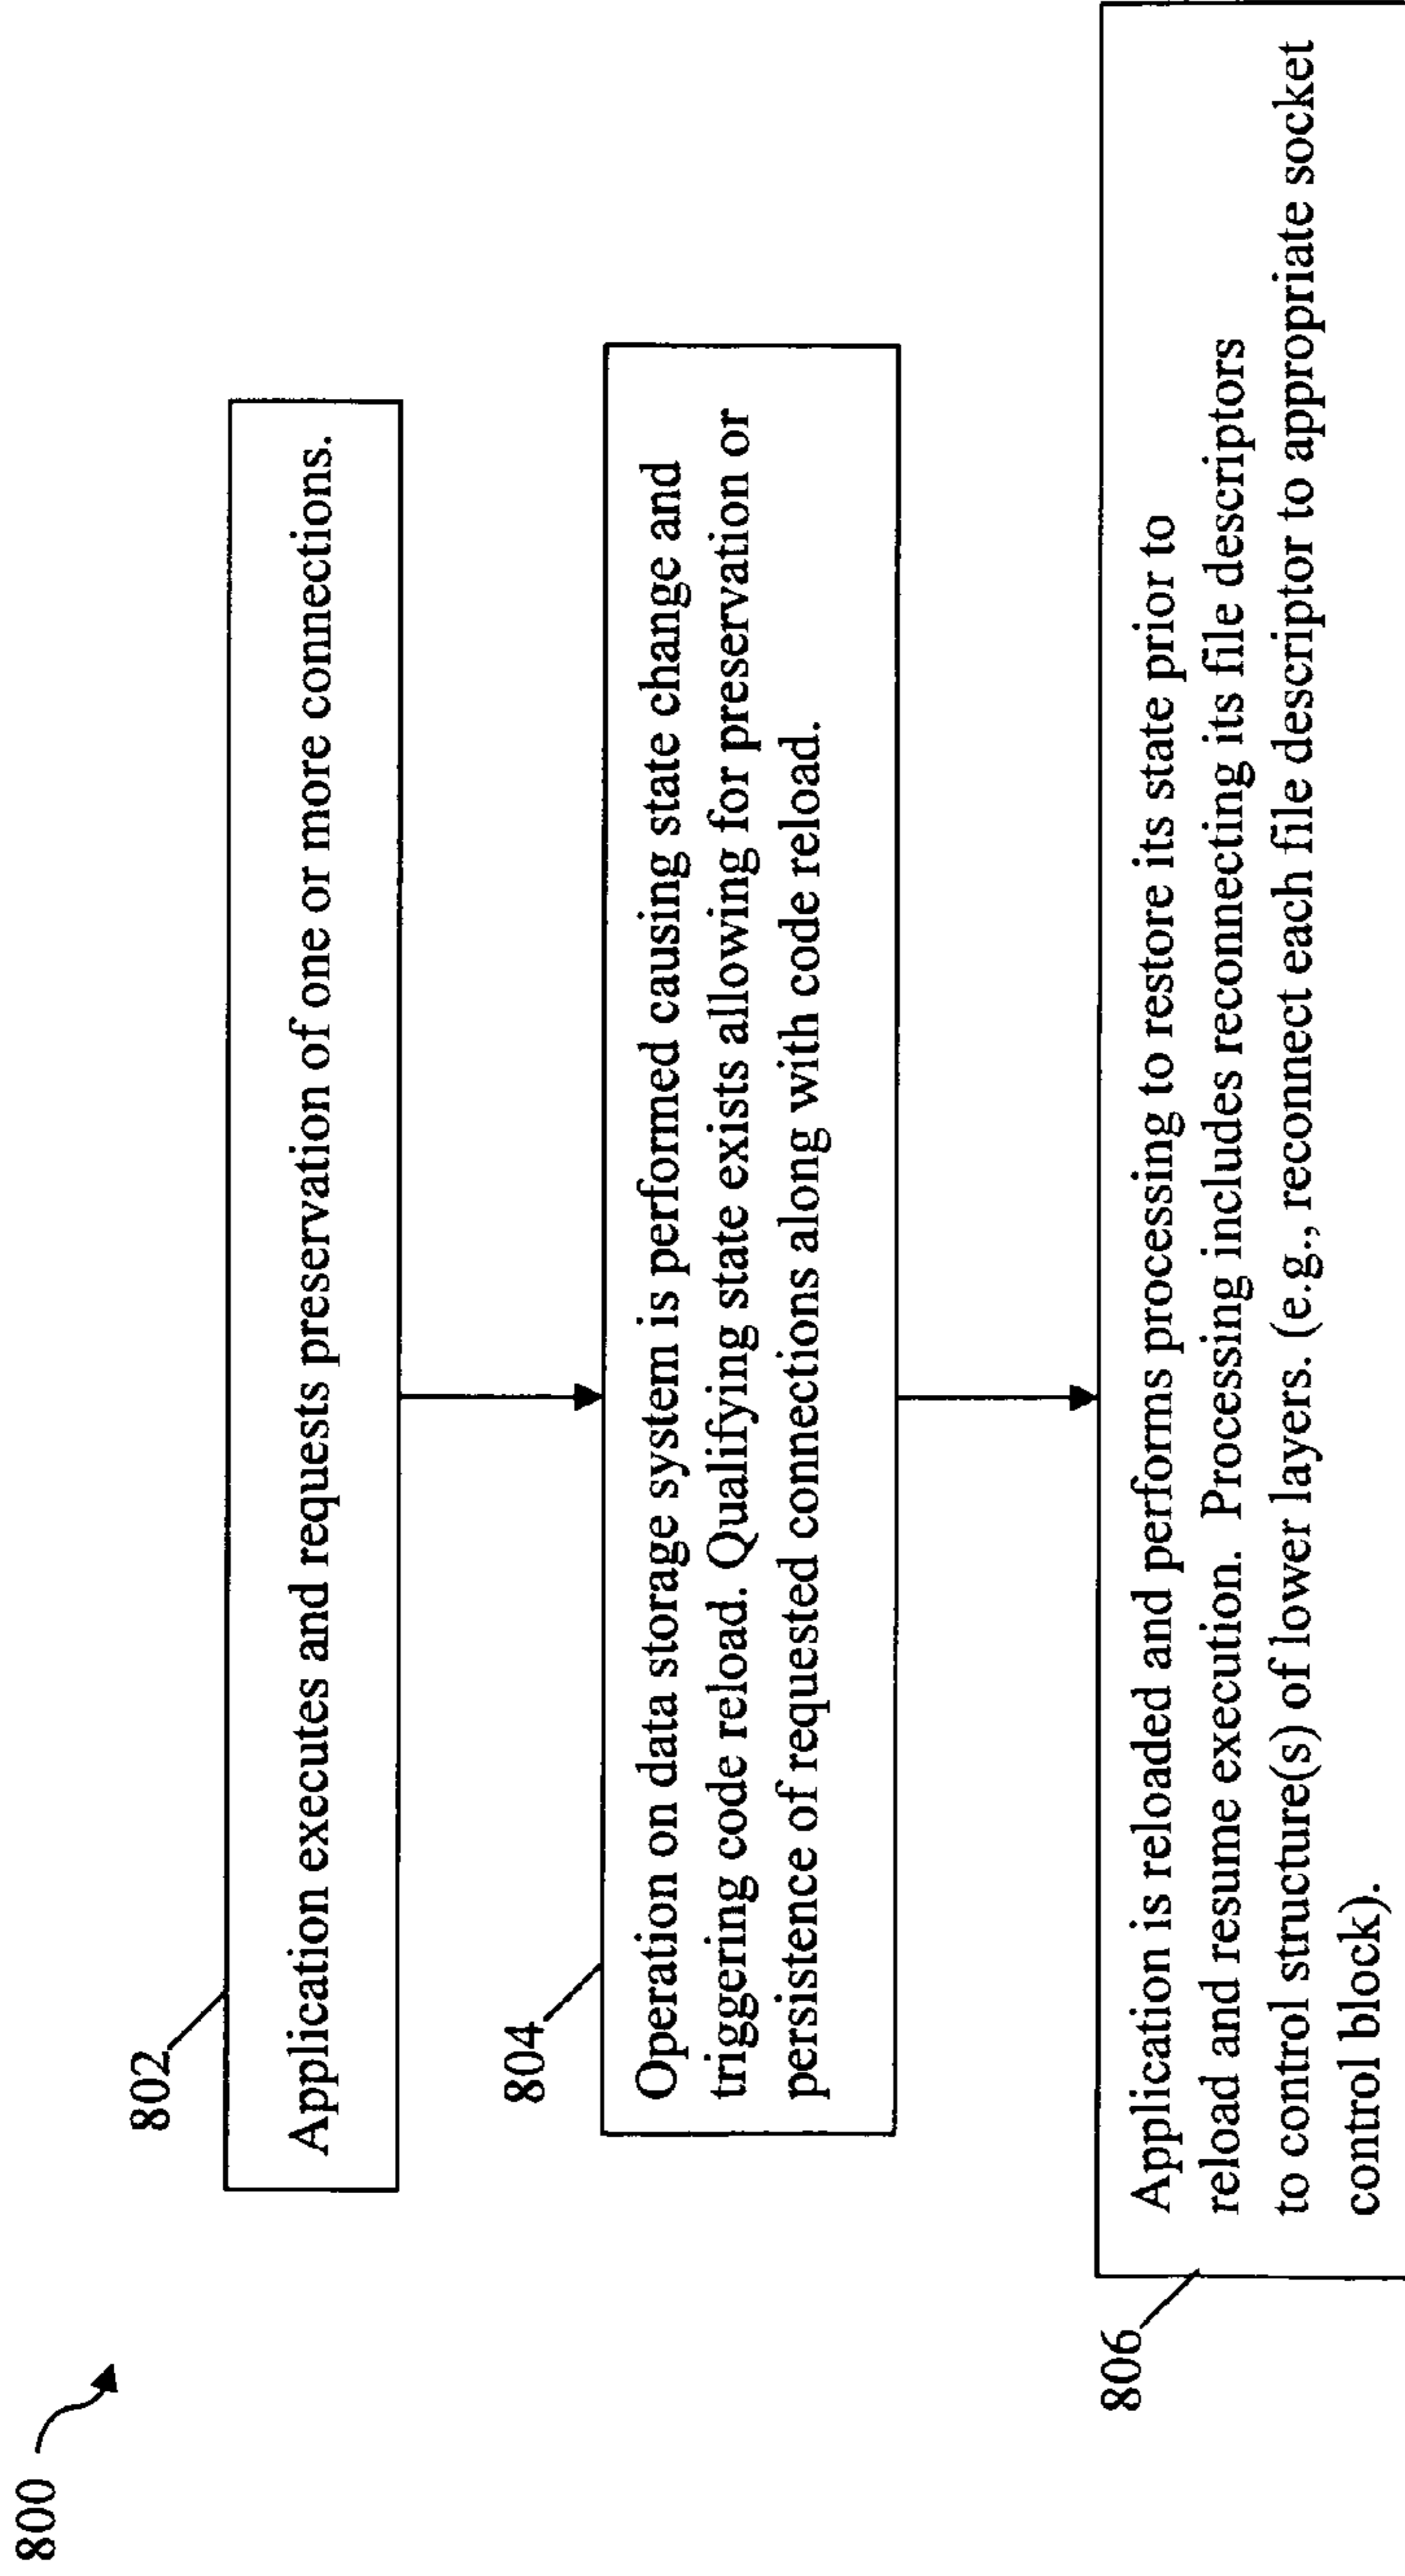 800
802
Application executes and requests preservation of one or more connections.
804
Operation on data storage system is performed causing state change and
triggering code reload. Qualifying state exists allowing for preservation or
persistence of requested connections along with code reload.
806
Application is reloaded and performs processing to restore its state prior to
reload and resume execution.  Processing includes reconnecting its file descriptors
to control structure(s) of lower layers. (e.g., reconnect each file descriptor to appropriate socket
control block).